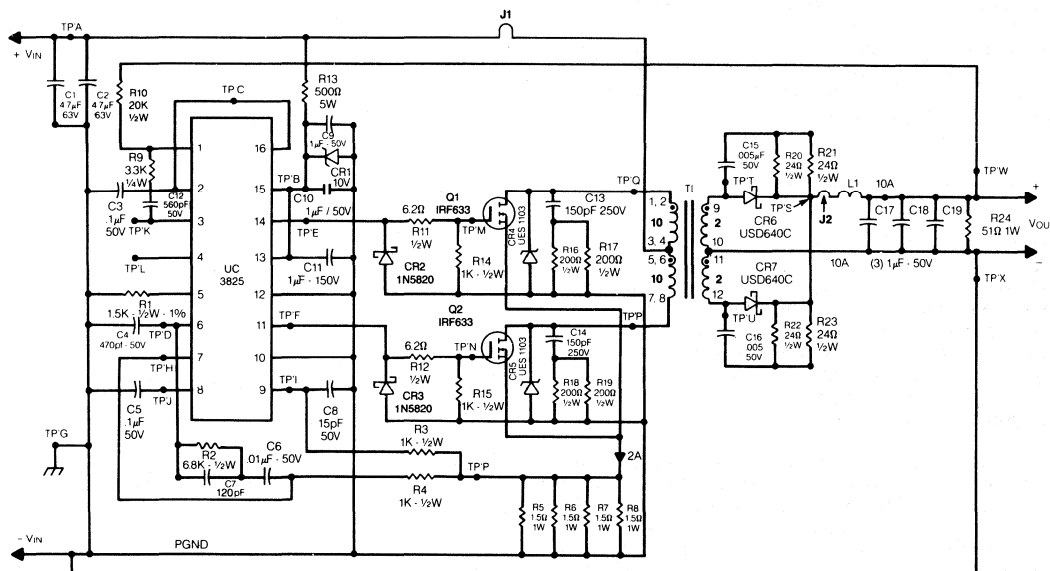 J1
TP'A
+ VIN
C1
4.7µF
63V
C2
4.7µF
63V
R10
20K
½W
TP C
R13
500Ω
5W
C9
1µF - 50V
CR1
10V
R9
3.3K
¼W
C12
560pF
50V
C3
.1µF
50V
TP'K
TP'L
1
2
3
4
5
6
7
8
16
15
14
13
12
11
10
9
UC
3825
TP'B
C10
1µF / 50V
TP'E
C11
1µF - 150V
TP'F
TP'I
R1
1.5K - ½W - 1%
C4
470pf - 50V
TP'D
TP'H
TP'J
C5
.1µF
50V
TP'G
C8
15pF
50V
R2
6.8K - ½W
C6
.01µF - 50V
C7
120pF
R3
1K - ½W
R4
1K - ½W
TP'P
CR2
1N5820
6.2Ω
R11
½W
TP'M
R14
1K - ½W
Q1
IRF633
CR4
UES 1103
C13
150pF 250V
R16
200Ω
½W
R17
200Ω
½W
Q2
IRF633
6.2Ω
R12
½W
TP'N
CR3
1N5820
R15
1K - ½W
CR5
UES 1103
C14
150pF
250V
R18
200Ω
½W
R19
200Ω
½W
2A
R5
1.5Ω
1W
R6
1.5Ω
1W
R7
1.5Ω
1W
R8
1.5Ω
1W
TP'Q
TP'P
TI
1, 2
10
3, 4
5, 6
10
7, 8
9
2
10
11
2
12
C15
.005µF
50V
R20
24Ω
½W
R21
24Ω
½W
TP'T
TP'S
CR6
USD640C
J2
L1
10A
C17
C18
C19
(3) 1µF - 50V
R24
51Ω 1W
TP'W
+
VOU
−
TP'X
10A
CR7
USD640C
TP'U
C16
.005
50V
R22
24Ω
½W
R23
24Ω
½W
− VIN
PGND